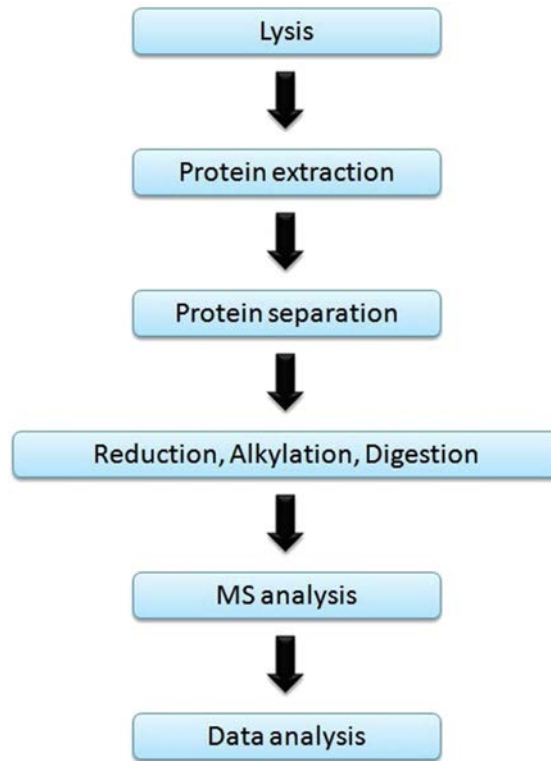 Lysis
Protein extraction
Protein separation
Reduction, Alkylation, Digestion
MS analysis
Data analysis